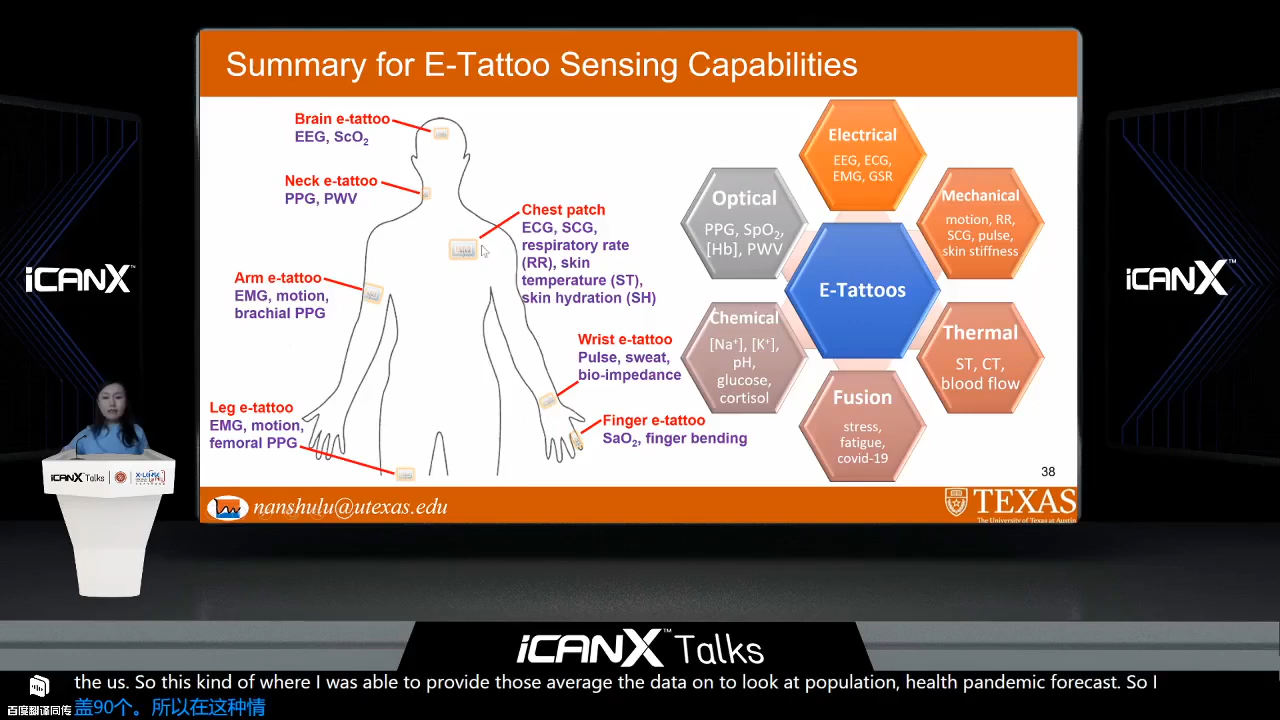 Summary for E-Tattoo Sensing Capabilities
Brain e-tattoo
EEG, ScO₂
Neck e-tattoo
PPG, PWV
Chest patch
ECG, SCG,
respiratory rate
(RR), skin
temperature (ST),
skin hydration (SH)
Arm e-tattoo
EMG, motion,
brachial PPG
Wrist e-tattoo
Pulse, sweat,
bio-impedance
Leg e-tattoo
EMG, motion,
femoral PPG
Finger e-tattoo
SaO₂, finger bending
Electrical
EEG, ECG,
EMG, GSR
Optical
PPG, SpO₂,
[Hb], PWV
Mechanical
motion, RR,
SCG, pulse,
skin stiffness
E-Tattoos
Chemical
[Na⁺], [K⁺],
pH,
glucose,
cortisol
Thermal
ST, CT,
blood flow
Fusion
stress,
fatigue,
covid-19
38
nanshulu@utexas.edu
TEXAS
The University of Texas at Austin
iCANX™
iCANX™
iCANX Talks
iCANX™ Talks
the us. So this kind of where I was able to provide those average the data on to look at population, health pandemic forecast. So I
百度翻译同传
盖90个。所以在这种情